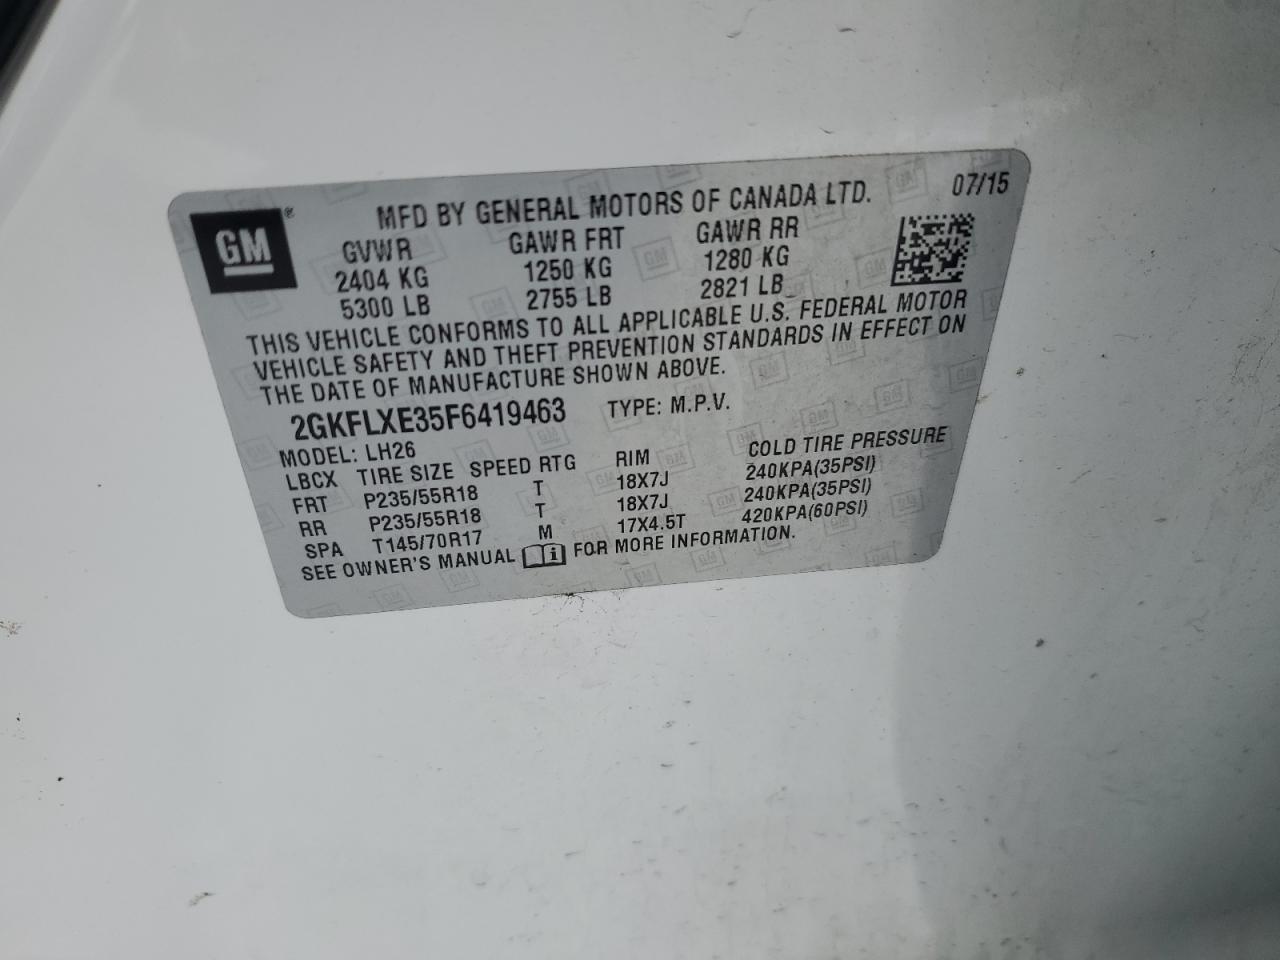 GM® MFD BY GENERAL MOTORS OF CANADA LTD. 07/15
GVWR GAWR FRT GAWR RR
2404 KG 1250 KG 1280 KG
5300 LB 2755 LB 2821 LB
THIS VEHICLE CONFORMS TO ALL APPLICABLE U.S. FEDERAL MOTOR
VEHICLE SAFETY AND THEFT PREVENTION STANDARDS IN EFFECT ON
THE DATE OF MANUFACTURE SHOWN ABOVE.
2GKFLXE35F6419463 TYPE: M.P.V.
MODEL: LH26
LBCX TIRE SIZE SPEED RTG RIM COLD TIRE PRESSURE
FRT P235/55R18 T 18X7J 240KPA(35PSI)
RR P235/55R18 T 18X7J 240KPA(35PSI)
SPA T145/70R17 M 17X4.5T 420KPA(60PSI)
SEE OWNER'S MANUAL FOR MORE INFORMATION.